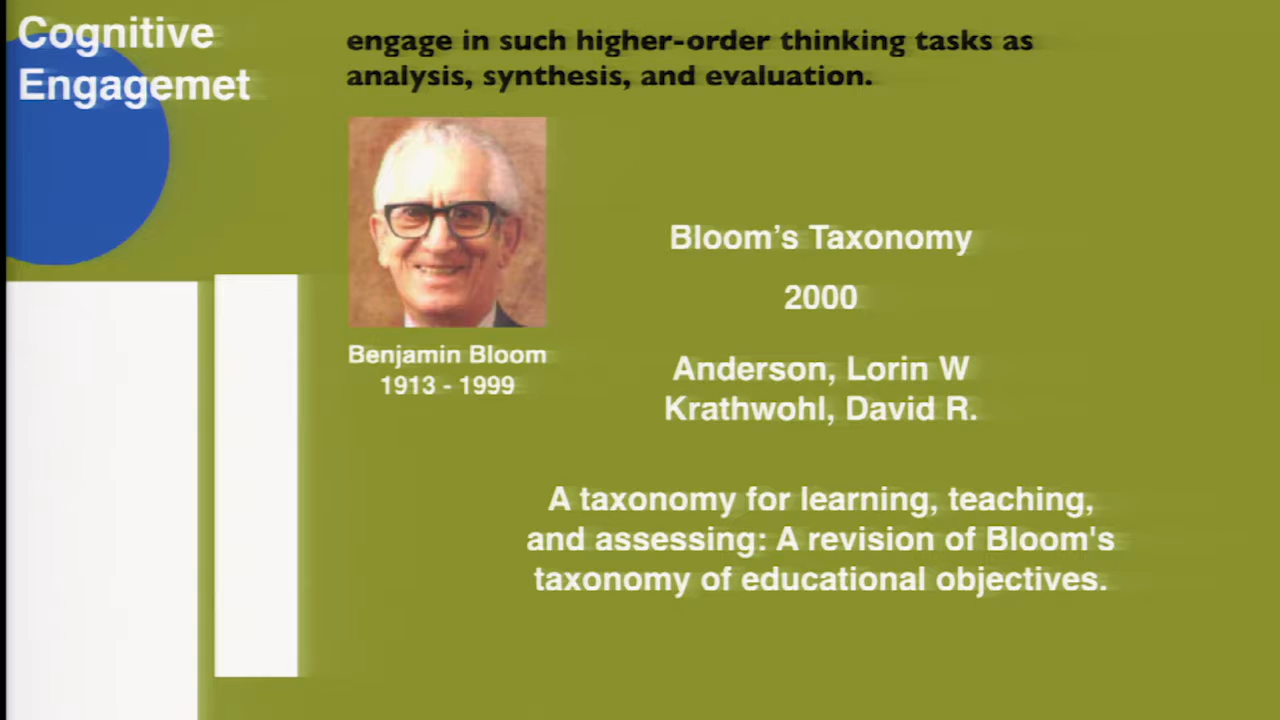 Cognitive
Engagemet
engage in such higher-order thinking tasks as
analysis, synthesis, and evaluation.
Benjamin Bloom
1913 - 1999
Bloom’s Taxonomy
2000
Anderson, Lorin W
Krathwohl, David R.
A taxonomy for learning, teaching,
and assessing: A revision of Bloom's
taxonomy of educational objectives.